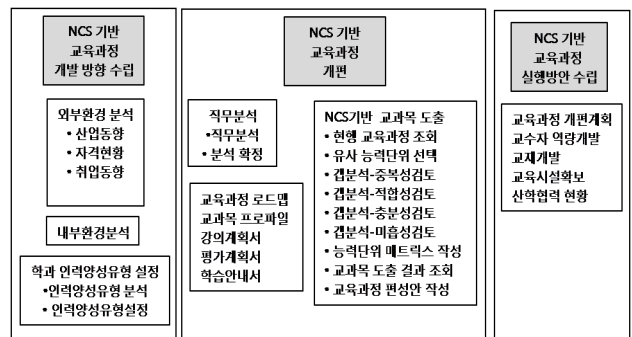 NCS 기반
교육과정
개발 방향 수립
외부환경 분석
• 산업동향
• 자격현황
• 취업동향
내부환경분석
학과 인력양성유형 설정
•인력양성유형 분석
• 인력양성유형설정
NCS 기반
교육과정
개편
직무분석
•직무분석
• 분석 확정
교육과정 로드맵
교과목 프로파일
강의계획서
평가계획서
학습안내서
NCS기반 교과목 도출
• 현행 교육과정 조회
• 유사 능력단위 선택
• 갭분석-중복성검토
• 갭분석-적합성검토
• 갭분석-충분성검토
• 갭분석-미흡성검토
• 능력단위 매트릭스 작성
• 교과목 도출 결과 조회
• 교육과정 편성안 작성
NCS 기반
교육과정
실행방안 수립
교육과정 개편계획
교수자 역량개발
교재개발
교육시설확보
산학협력 현황